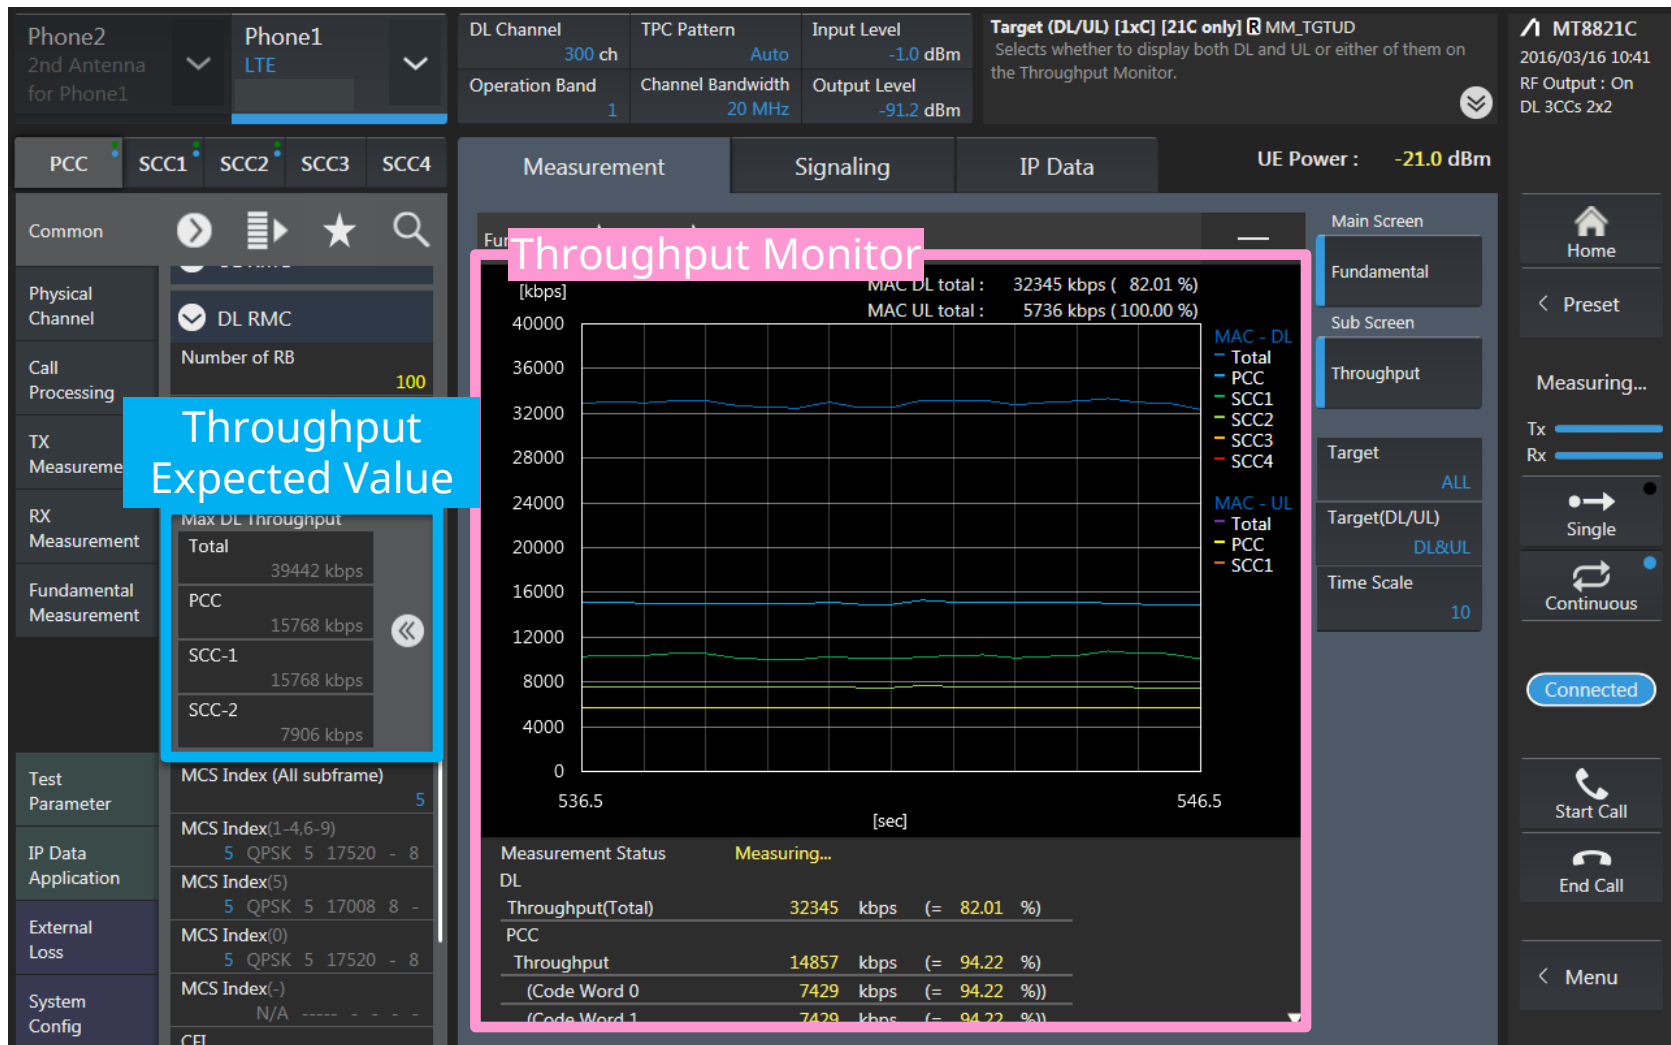 Phone2
2nd Antenna
for Phone1
Phone1
LTE
DL Channel
300 ch
TPC Pattern
Auto
Input Level
-1.0 dBm
Operation Band
1
Channel Bandwidth
20 MHz
Output Level
-91.2 dBm
Target (DL/UL) [1xC] [21C only] R MM_TGTUD
Selects whether to display both DL and UL or either of them on
the Throughput Monitor.
MT8821C
2016/03/16 10:41
RF Output : On
DL 3CCs 2x2
PCC
SCC1
SCC2
SCC3
SCC4
Measurement
Signaling
IP Data
UE Power : -21.0 dBm
Common
Physical
Channel
Call
Processing
TX
Measureme
RX
Measurement
Fundamental
Measurement
Test
Parameter
IP Data
Application
External
Loss
System
Config
DL RMC
Number of RB
100
Throughput
Expected Value
Max DL Throughput
Total
39442 kbps
PCC
15768 kbps
SCC-1
15768 kbps
SCC-2
7906 kbps
MCS Index (All subframe)
5
MCS Index(1-4,6-9)
5 QPSK 5 17520 - 8
MCS Index(5)
5 QPSK 5 17008 8 -
MCS Index(0)
5 QPSK 5 17520 - 8
MCS Index(-)
N/A ----- - - - -
CFI
Throughput Monitor
[kbps]
MAC DL total : 32345 kbps ( 82.01 %)
MAC UL total : 5736 kbps ( 100.00 %)
40000
36000
32000
28000
24000
20000
16000
12000
8000
4000
0
536.5
546.5
[sec]
MAC - DL
Total
PCC
SCC1
SCC2
SCC3
SCC4
MAC - UL
Total
PCC
SCC1
Measurement Status Measuring...
DL
Throughput(Total) 32345 kbps (= 82.01 %)
PCC
Throughput 14857 kbps (= 94.22 %)
(Code Word 0 7429 kbps (= 94.22 %))
(Code Word 1 7429 kbps (= 94.22 %))
Main Screen
Fundamental
Sub Screen
Throughput
Target
ALL
Target(DL/UL)
DL&UL
Time Scale
10
Home
< Preset
Measuring...
Tx
Rx
Single
Continuous
Connected
Start Call
End Call
< Menu